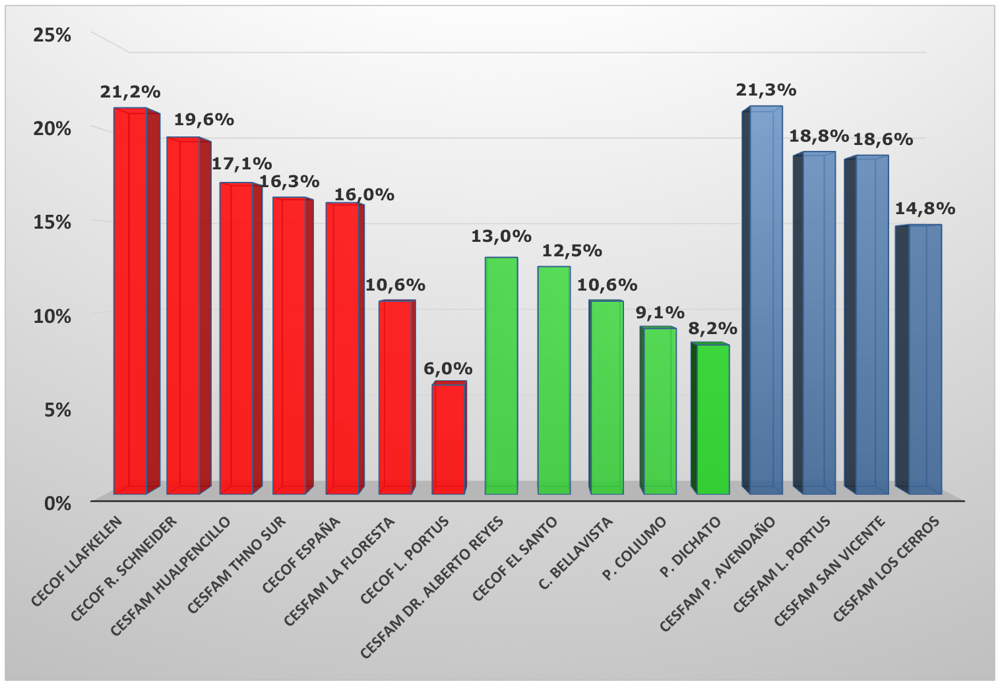 25%
20%
15%
10%
5%
0%
21,2%
19,6%
17,1%
16,3%
16,0%
10,6%
6,0%
13,0%
12,5%
10,6%
9,1%
8,2%
21,3%
18,8%
18,6%
14,8%
CECOF LLAFKELEN
CECOF R. SCHNEIDER
CESFAM HUALPENCILLO
CESFAM THNO SUR
CECOF ESPAÑA
CESFAM LA FLORESTA
CECOF L. PORTUS
CESFAM DR. ALBERTO REYES
CECOF EL SANTO
C. BELLAVISTA
P. COLIUMO
P. DICHATO
CESFAM P. AVENDAÑO
CESFAM L. PORTUS
CESFAM SAN VICENTE
CESFAM LOS CERROS